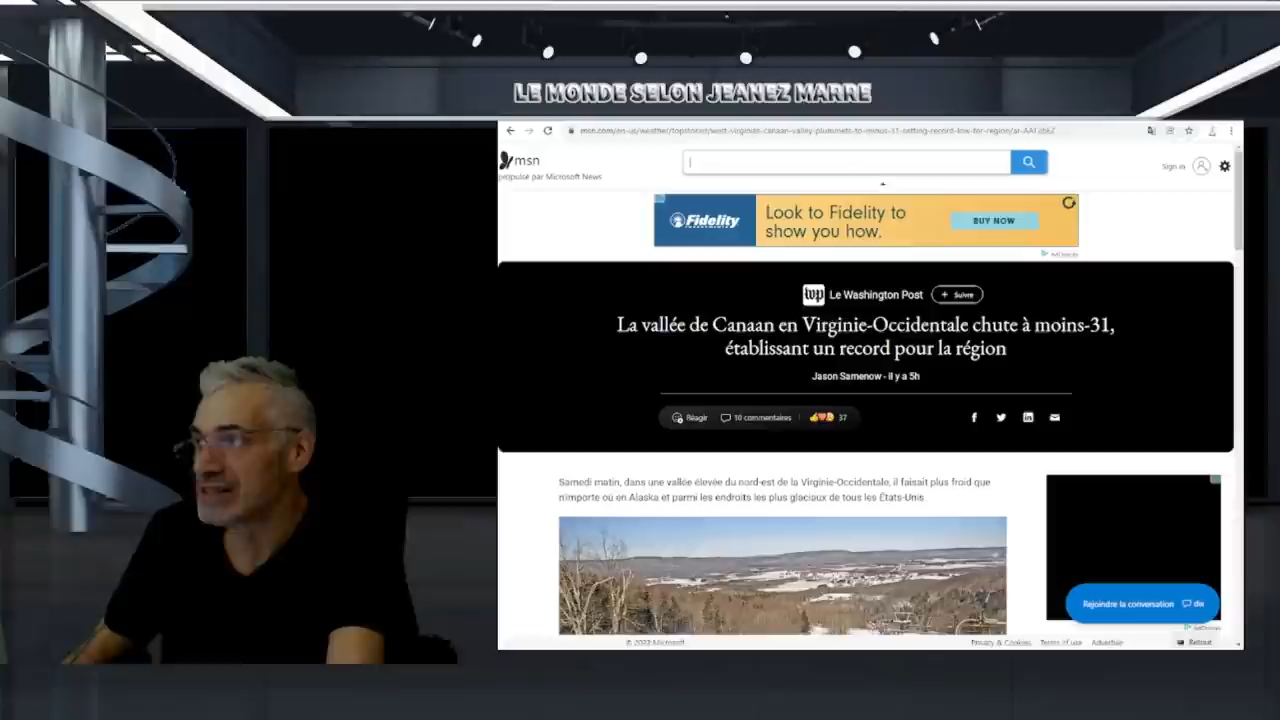 LE MONDE SELON JEANEZ MARRE
msn
propulsé par Microsoft News
Sign in
Fidelity
INVESTMENTS
Look to Fidelity to
show you how.
BUY NOW
AdChoices
wp Le Washington Post + Suivre
La vallée de Canaan en Virginie-Occidentale chute à moins-31,
établissant un record pour la région
Jason Samenow - il y a 5h
Réagir 10 commentaires 37
Samedi matin, dans une vallée élevée du nord-est de la Virginie-Occidentale, il faisait plus froid que
n'importe où en Alaska et parmi les endroits les plus glaciaux de tous les États-Unis
Rejoindre la conversation dix
AdChoices
© 2022 Microsoft Privacy & Cookies Terms of use Advertise